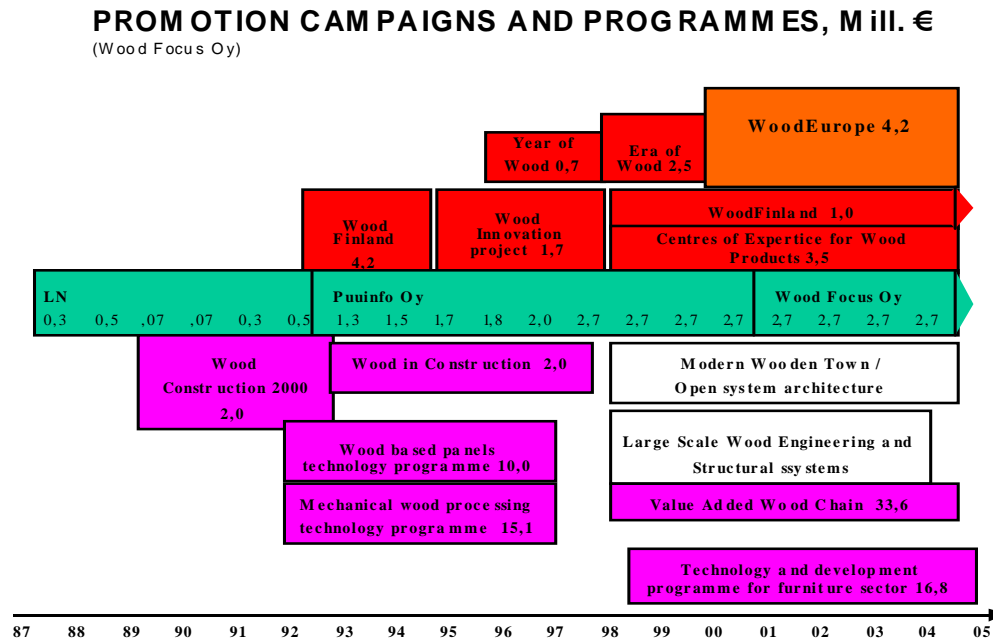 PROMOTION CAMPAIGNS AND PROGRAMMES, Mill. €
(Wood Focus Oy)
WoodEurope 4,2
Year of
Wood 0,7
Era of
Wood 2,5
Wood
Finland
4,2
Wood
Innovation
project 1,7
WoodFinland 1,0
Centres of Expertice for Wood
Products 3,5
LN
Puuinfo Oy
Wood Focus Oy
0,3 0,5 ,07 ,07 0,3 0,5 1,3 1,5 1,7 1,8 2,0 2,7 2,7 2,7 2,7 2,7 2,7 2,7 2,7
Wood
Construction 2000
2,0
Wood in Construction 2,0
Modern Wooden Town /
Open system architecture
Wood based panels
technology programme 10,0
Large Scale Wood Engineering and
Structural ssystems
Mechanical wood processing
technology programme 15,1
Value Added Wood Chain 33,6
Technology and development
programme for furniture sector 16,8
87 88 89 90 91 92 93 94 95 96 97 98 99 00 01 02 03 04 05